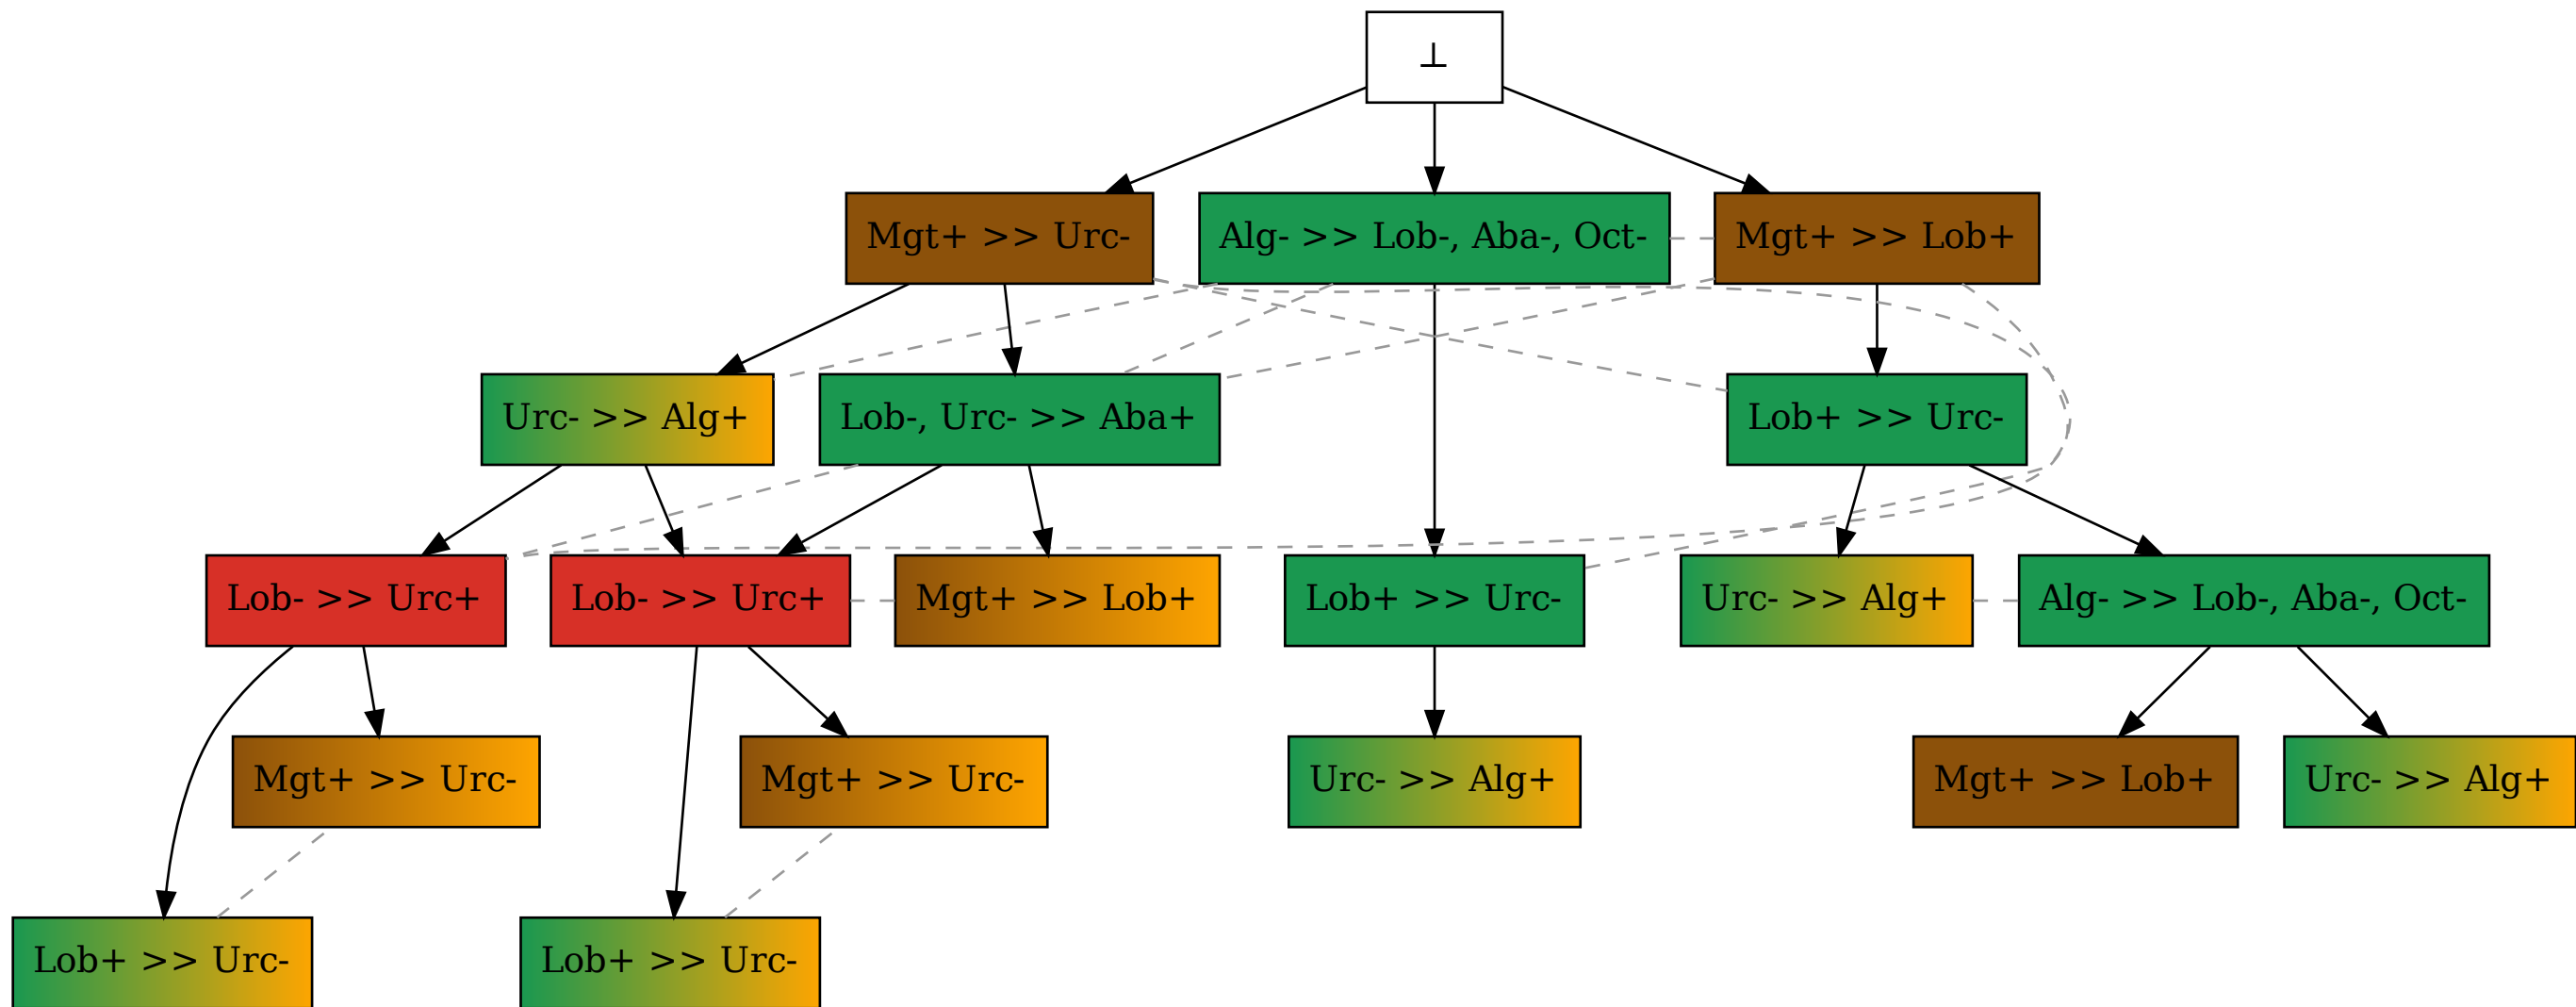 ⊥
Mgt+ >> Urc-
Alg- >> Lob-, Aba-, Oct-
Mgt+ >> Lob+
Urc- >> Alg+
Lob-, Urc- >> Aba+
Lob+ >> Urc-
Lob- >> Urc+
Lob- >> Urc+
Mgt+ >> Lob+
Lob+ >> Urc-
Urc- >> Alg+
Alg- >> Lob-, Aba-, Oct-
Mgt+ >> Urc-
Mgt+ >> Urc-
Urc- >> Alg+
Mgt+ >> Lob+
Urc- >> Alg+
Lob+ >> Urc-
Lob+ >> Urc-